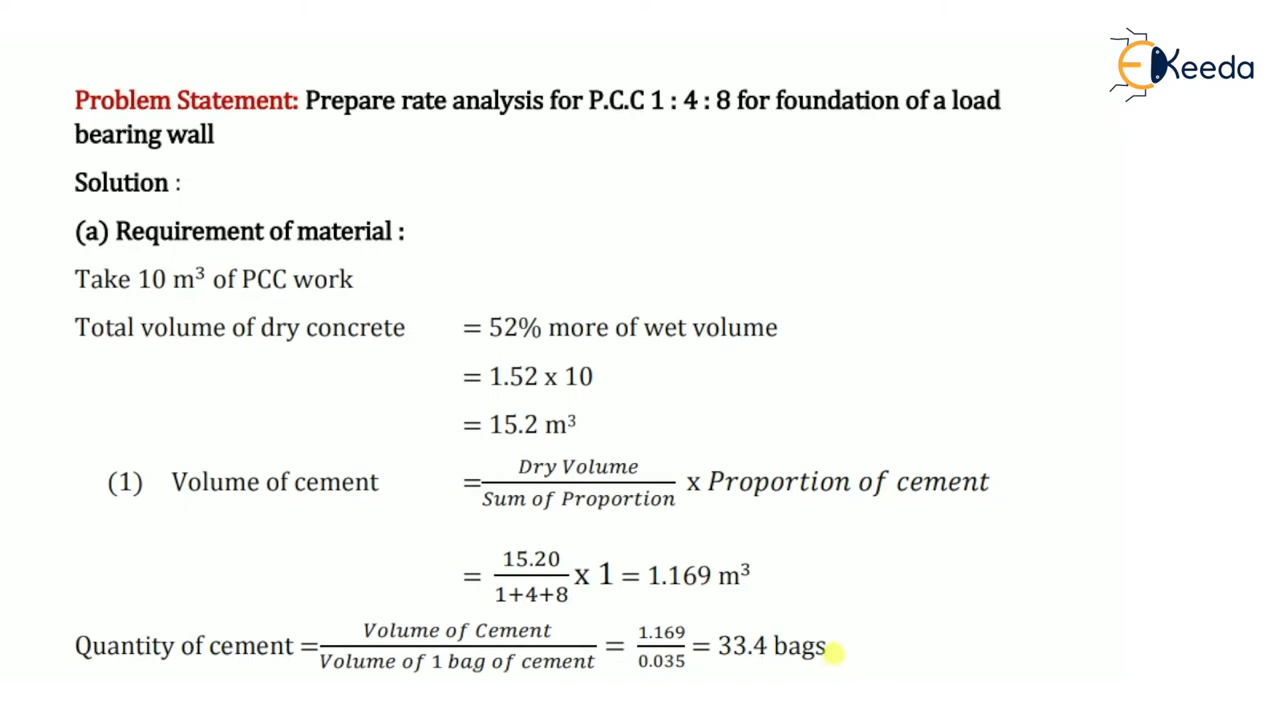 EKeeda
Problem Statement: Prepare rate analysis for P.C.C 1 : 4 : 8 for foundation of a load
bearing wall
Solution :
(a) Requirement of material :
Take 10 m³ of PCC work
Total volume of dry concrete = 52% more of wet volume
= 1.52 x 10
= 15.2 m³
(1) Volume of cement = Dry Volume / Sum of Proportion x Proportion of cement
= 15.20 / 1+4+8 x 1 = 1.169 m³
Quantity of cement = Volume of Cement / Volume of 1 bag of cement = 1.169 / 0.035 = 33.4 bags